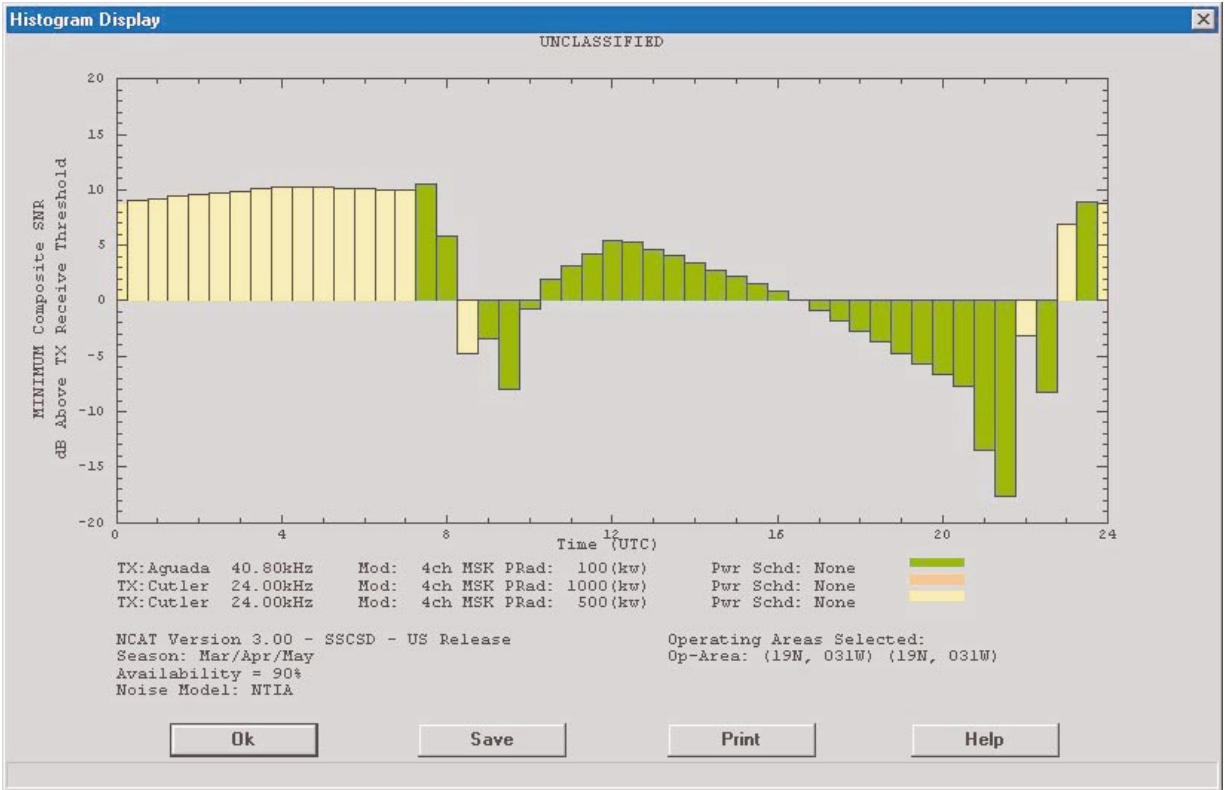 Histogram Display
UNCLASSIFIED
MINIMUM Composite SNR
dB Above TX Receive Threshold
20
15
10
5
0
-5
-10
-15
-20
0 4 8 12 16 20 24
Time (UTC)
TX:Aguada 40.80kHz Mod: 4ch MSK PRad: 100(kw) Pwr Schd: None
TX:Cutler 24.00kHz Mod: 4ch MSK PRad: 1000(kw) Pwr Schd: None
TX:Cutler 24.00kHz Mod: 4ch MSK PRad: 500(kw) Pwr Schd: None
NCAT Version 3.00 - SSCSD - US Release
Season: Mar/Apr/May
Availability = 90%
Noise Model: NTIA
Operating Areas Selected:
Op-Area: (19N, 031W) (19N, 031W)
Ok Save Print Help